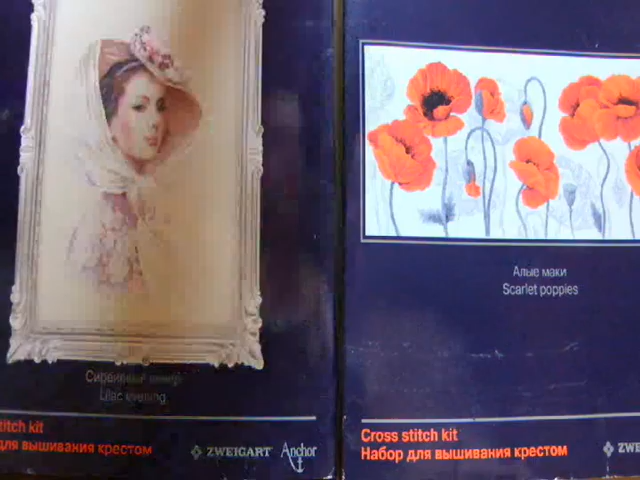 Сиреневый вечер
Lilac evening
stitch kit
для вышивания крестом
ZWEIGART Anchor
Алые маки
Scarlet poppies
Cross stitch kit
Набор для вышивания крестом
ZWE